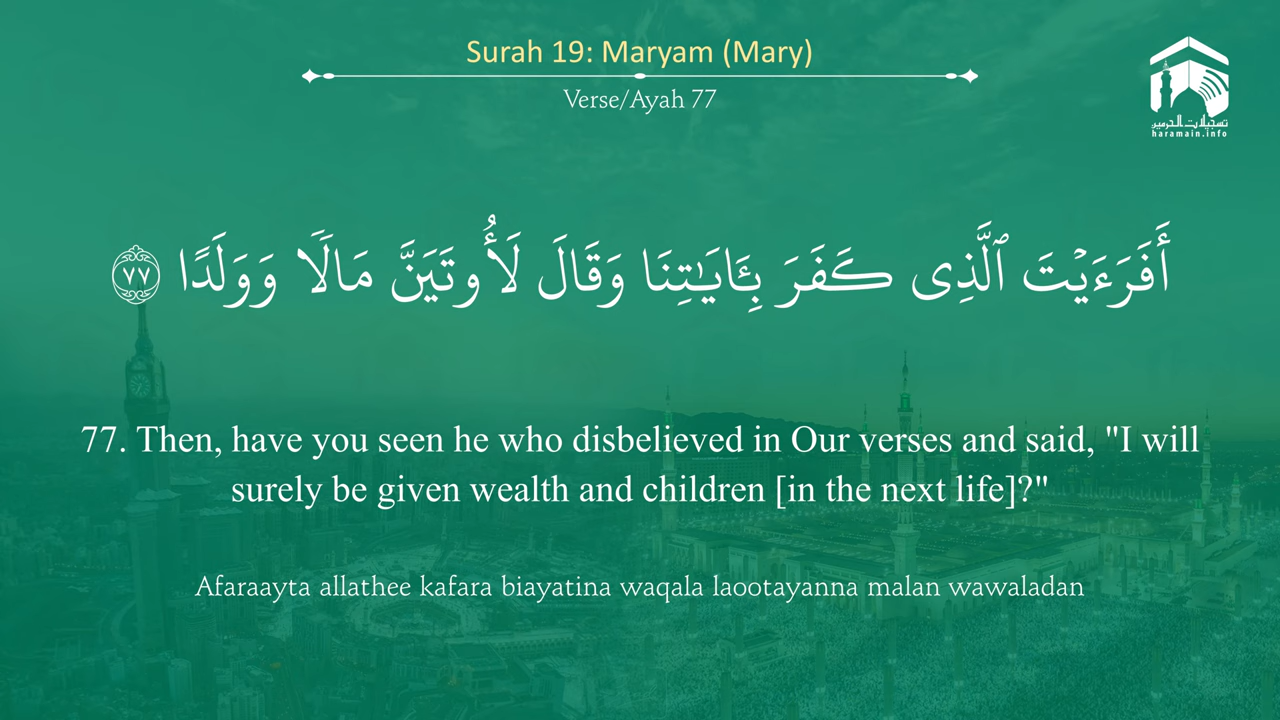 Surah 19: Maryam (Mary)
Verse/Ayah 77
تسجيلات الحرمين
haramain.info
أَفَرَءَيْتَ ٱلَّذِى كَفَرَ بِـَٔايَـٰتِنَا وَقَالَ لَأُوتَيَنَّ مَالًا وَوَلَدًا ٧٧
77. Then, have you seen he who disbelieved in Our verses and said, "I will
surely be given wealth and children [in the next life]?"
Afaraayta allathee kafara biayatina waqala laootayanna malan wawaladan